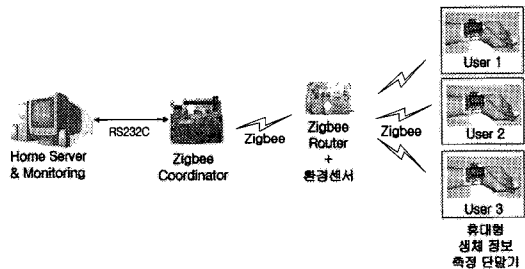 User 1
RS232C
Zigbee
Zigbee
User 2
Home Server
& Monitoring
Zigbee
Coordinator
Zigbee
Router
+
환경센서
User 3
휴대형
생체 정보
측정 단말기